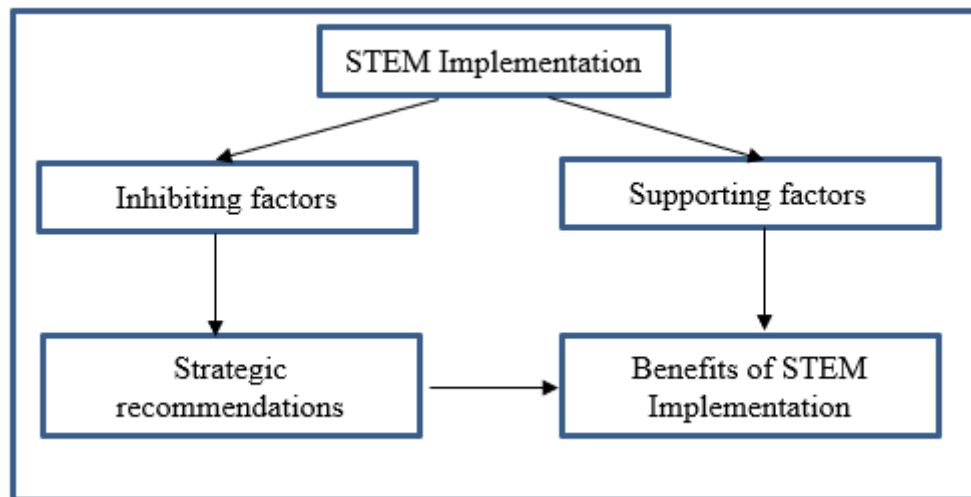 STEM Implementation
Inhibiting factors
Supporting factors
Strategic
recommendations
Benefits of STEM
Implementation